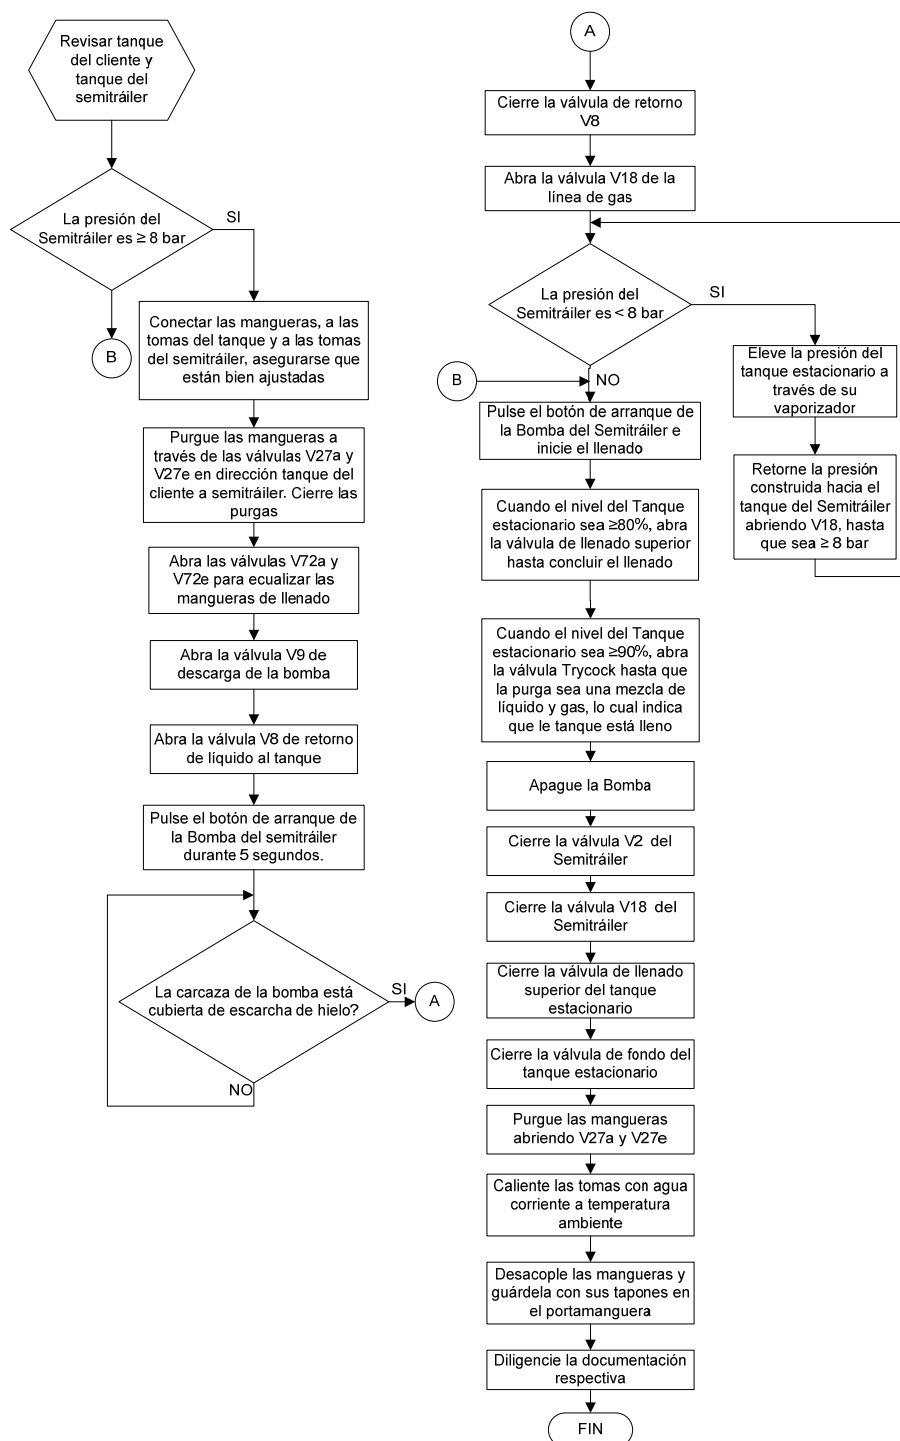 Revisar tanque
del cliente y
tanque del
semitráiler
La presión del
Semitráiler es ≥ 8 bar
SI
B
Conectar las mangueras, a las
tomas del tanque y a las tomas
del semitráiler, asegurarse que
están bien ajustadas
Purgue las mangueras a
través de las válvulas V27a y
V27e en dirección tanque del
cliente a semitráiler. Cierre las
purgas
Abra las válvulas V72a y
V72e para ecualizar las
mangueras de llenado
Abra la válvula V9 de
descarga de la bomba
Abra la válvula V8 de retorno
de líquido al tanque
Pulse el botón de arranque de
la Bomba del semitráiler
durante 5 segundos.
La carcaza de la bomba está
cubierta de escarcha de hielo?
SI
A
NO
A
Cierre la válvula de retorno
V8
Abra la válvula V18 de la
línea de gas
La presión del
Semitráiler es < 8 bar
SI
NO
B
Eleve la presión del
tanque estacionario a
través de su
vaporizador
Retorne la presión
construida hacia el
tanque del Semitráiler
abriendo V18, hasta
que sea ≥ 8 bar
Pulse el botón de arranque de
la Bomba del Semitráiler e
inicie el llenado
Cuando el nivel del Tanque
estacionario sea ≥80%, abra
la válvula de llenado superior
hasta concluir el llenado
Cuando el nivel del Tanque
estacionario sea ≥90%, abra
la válvula Trycock hasta que
la purga sea una mezcla de
líquido y gas, lo cual indica
que le tanque está lleno
Apague la Bomba
Cierre la válvula V2 del
Semitráiler
Cierre la válvula V18 del
Semitráiler
Cierre la válvula de llenado
superior del tanque
estacionario
Cierre la válvula de fondo del
tanque estacionario
Purgue las mangueras
abriendo V27a y V27e
Caliente las tomas con agua
corriente a temperatura
ambiente
Desacople las mangueras y
guárdela con sus tapones en
el portamanguera
Diligencie la documentación
respectiva
FIN